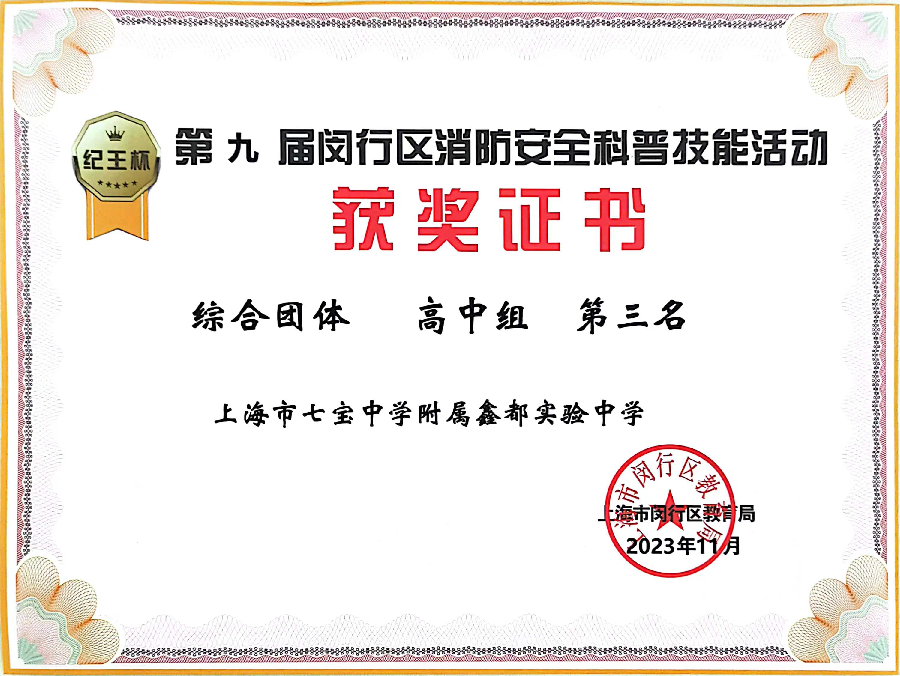 纪王杯
第九届闵行区消防安全科普技能活动
获奖证书
综合团体 高中组 第三名
上海市七宝中学附属鑫都实验中学
上海市闵行区教育局
上海市闵行区教育局
2023年11月